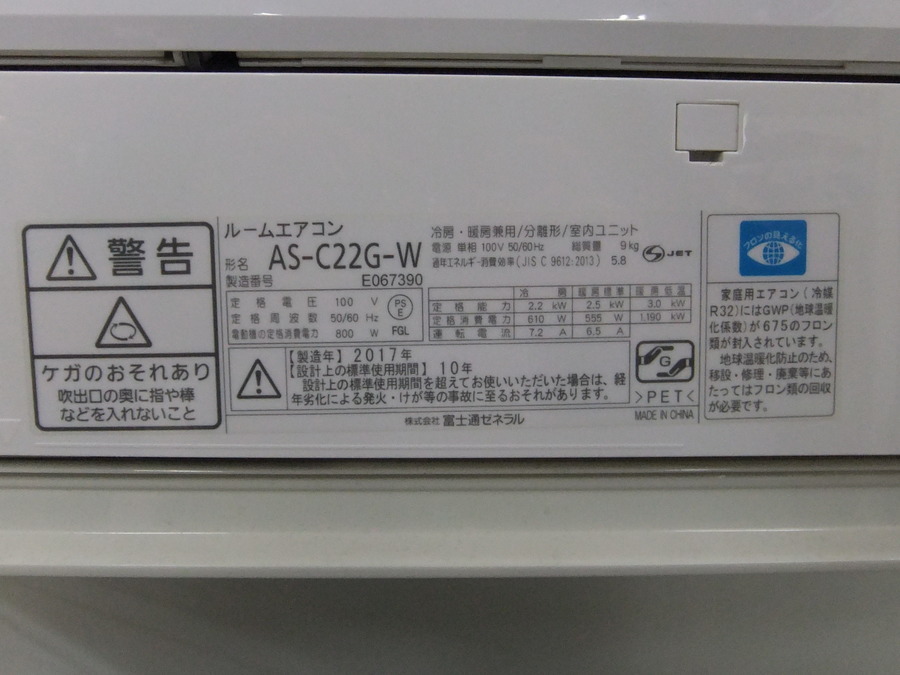 警告
ケガのおそれあり
吹出口の奥に指や棒
などを入れないこと
ルームエアコン
形名 AS-C22G-W
製造番号 E067390
定格電圧 100 V
定格周波数 50/60 Hz
電動機の定格消費電力 800 W
PS
E
FGL
冷房・暖房兼用/分離形/室内ユニット
電源 単相 100V 50/60Hz 総質量 9kg
通年エネルギー消費効率(JIS C 9612:2013) 5.8
S JET
冷房 暖房標準 暖房低温
定格能力 2.2 kW 2.5 kW 3.0 kW
定格消費電力 610 W 555 W 1,190 kW
運転電流 7.2 A 6.5 A
【製造年】2017年
【設計上の標準使用期間】10年
設計上の標準使用期間を超えてお使いいただいた場合は、経
年劣化による発火・けが等の事故に至るおそれがあります。
G
>PET<
MADE IN CHINA
株式会社 富士通ゼネラル
フロンの見える化
家庭用エアコン(冷媒
R32)にはGWP(地球温暖
化係数)が675のフロン
類が封入されています。
地球温暖化防止のため、
移設・修理・廃棄等にあ
たってはフロン類の回収
が必要です。